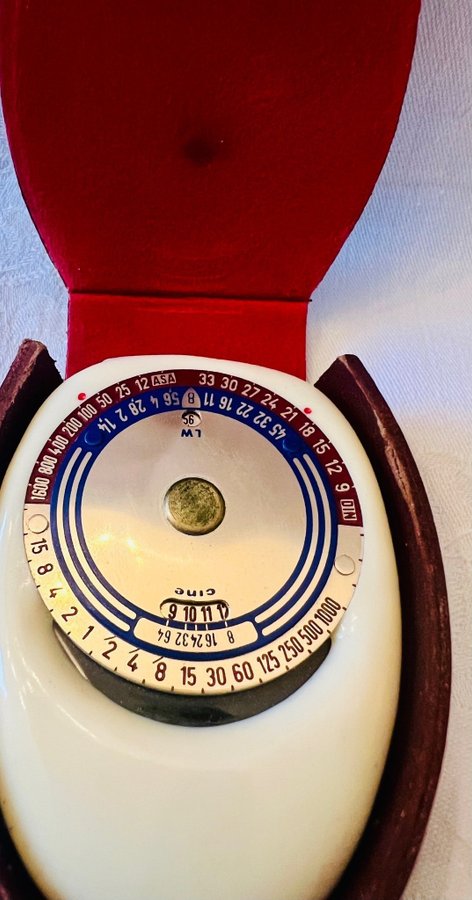 1600 800 400 200 100 50 25 12 ASA
33 30 27 24 21 18 15 12 9 DIN
1,4 2 2,8 4 5,6 8 11 16 22 32 45
LW
cine
9 10 11
8 16 24 32 64
15 8 4 2 1 2 4 8 15 30 60 125 250 500 1000